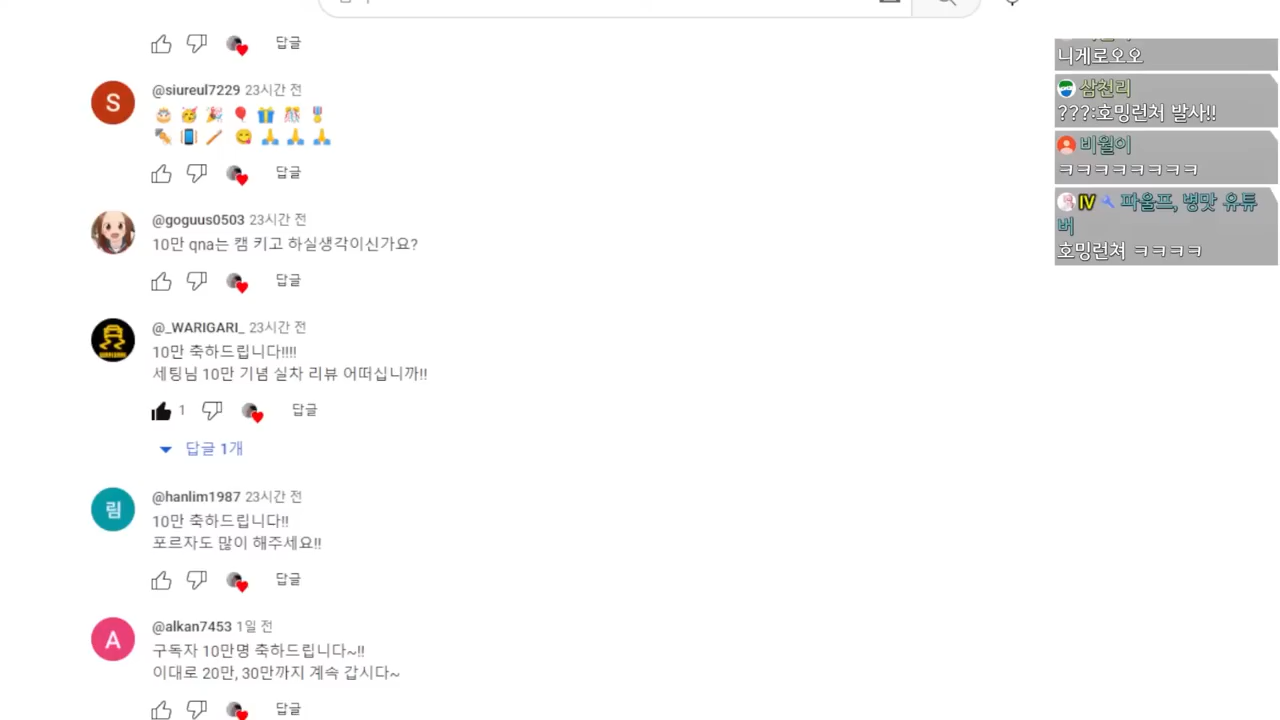 답글
@siureul7229 23시간 전
답글
@goguus0503 23시간 전
10만 qna는 캠 키고 하실생각이신가요?
답글
@_WARIGARI_ 23시간 전
10만 축하드립니다!!!!
세팅님 10만 기념 실차 리뷰 어떠십니까!!
1 답글
답글 1개
림
@hanlim1987 23시간 전
10만 축하드립니다!!
포르자도 많이 해주세요!!
답글
@alkan7453 1일 전
구독자 10만명 축하드립니다~!!
이대로 20만, 30만까지 계속 갑시다~
답글
S
A
니게로오오
삼천리
???:호밍런처 발사!!
비월이
ㅋㅋㅋㅋㅋㅋㅋㅋ
IV 파울프, 병맛 유튜
버
호밍런쳐 ㅋㅋㅋㅋ